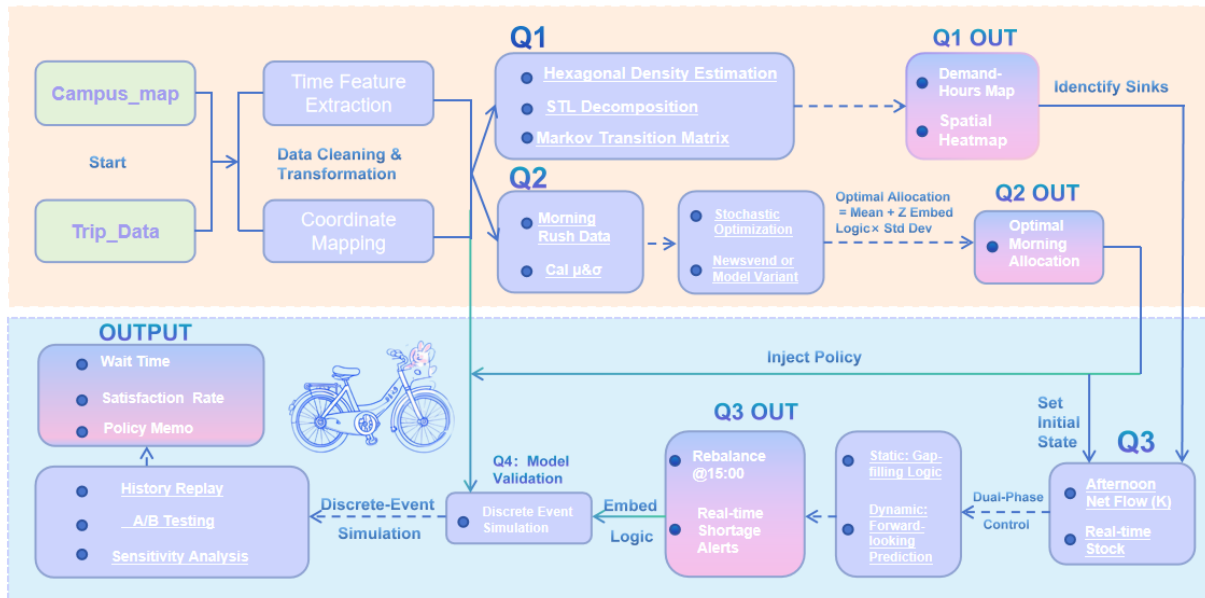 Campus_map
Start
Trip_Data
Time Feature
Extraction
Data Cleaning &
Transformation
Coordinate
Mapping
Q1
Hexagonal Density Estimation
STL Decomposition
Markov Transition Matrix
Q1 OUT
Demand-
Hours Map
Spatial
Heatmap
Idenctify Sinks
Q2
Morning
Rush Data
Cal μ&σ
Stochastic
Optimization
Newsvend or
Model Variant
Optimal Allocation
= Mean + Z Embed
Logic× Std Dev
Q2 OUT
Optimal
Morning
Allocation
OUTPUT
Wait Time
Satisfaction Rate
Policy Memo
Inject Policy
Set
Initial
State
Q3
Afternoon
Net Flow (K)
Real-time
Stock
Dual-Phase
Control
Static: Gap-
filling Logic
Dynamic:
Forward-
looking
Prediction
Q3 OUT
Rebalance
@15:00
Real-time
Shortage
Alerts
Embed
Logic
Q4: Model
Validation
Discrete Event
Simulation
Discrete-Event
Simulation
History Replay
A/B Testing
Sensitivity Analysis